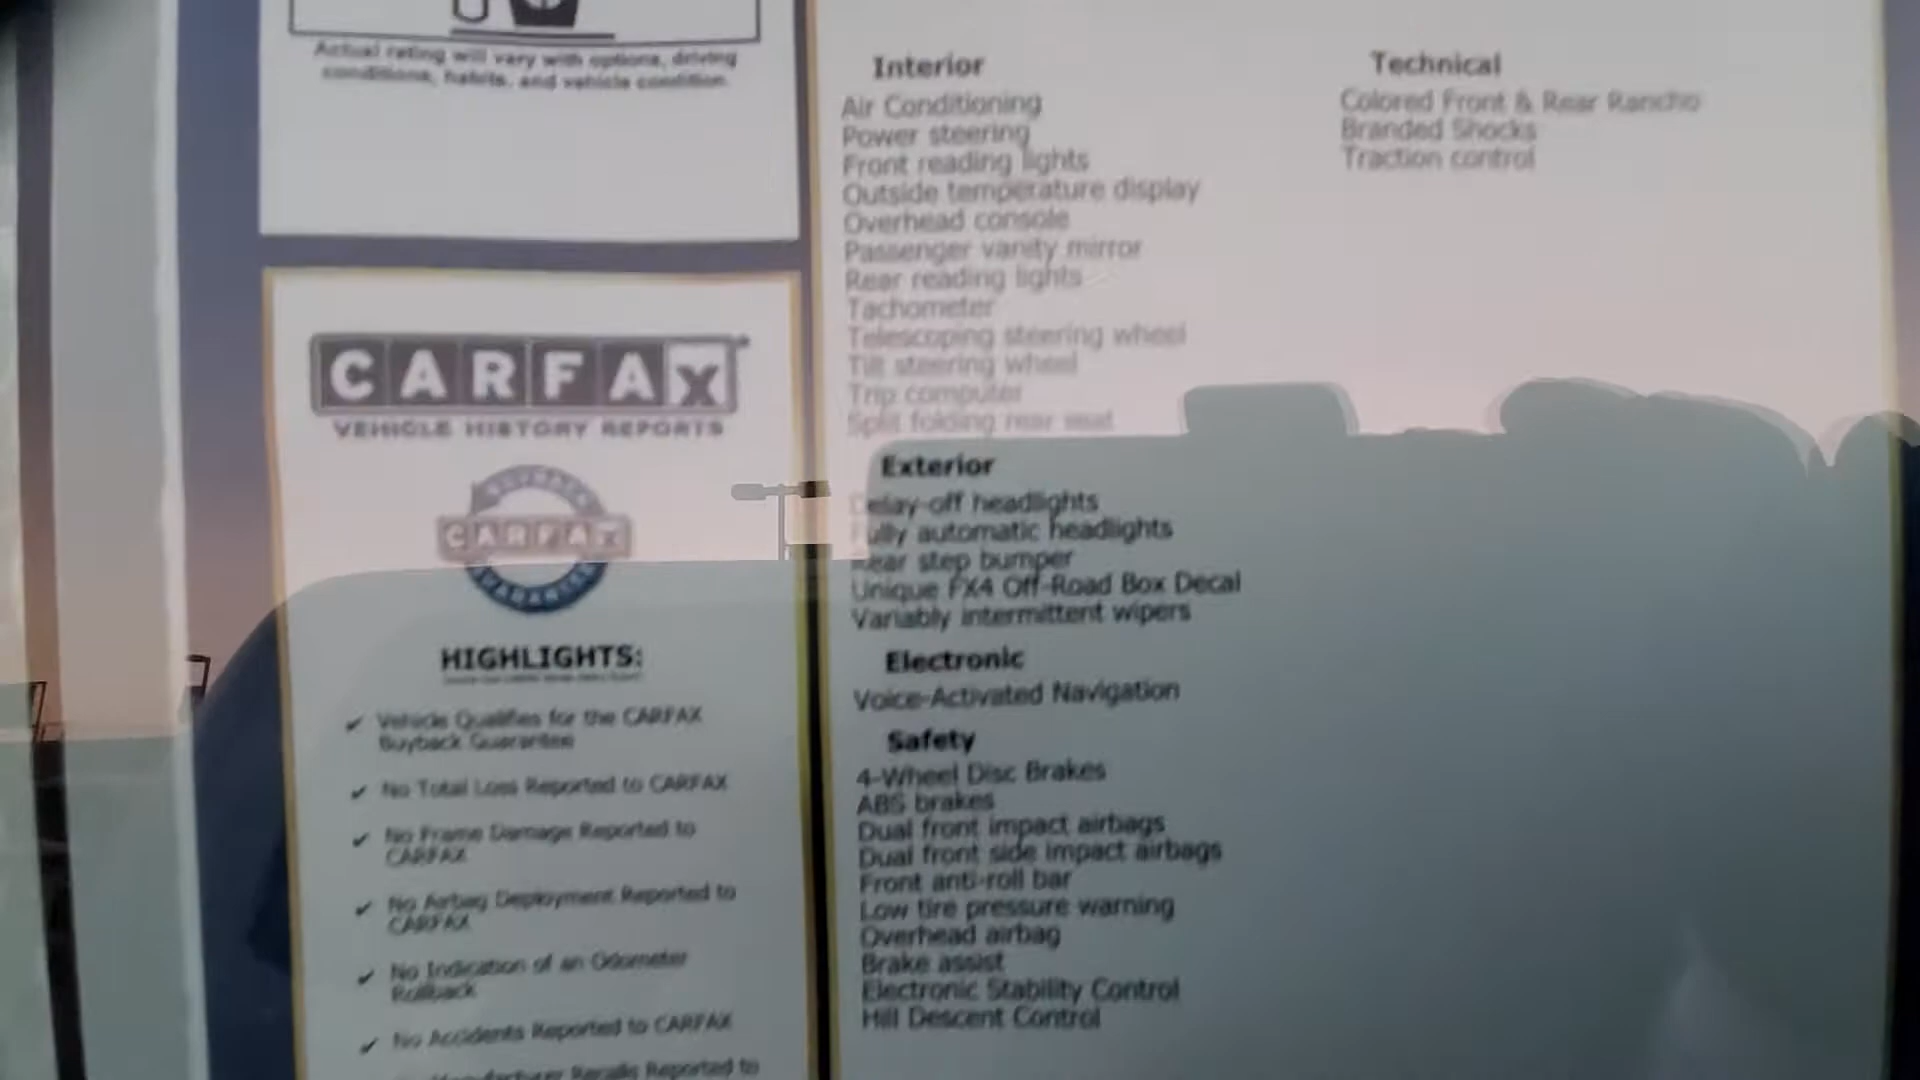 Actual rating will vary with options, driving
conditions, habits, and vehicle condition.
CARFAX
VEHICLE HISTORY REPORTS
BUYBACK
CARFAX
GUARANTEE
HIGHLIGHTS:
✓ Vehicle Qualifies for the CARFAX
Buyback Guarantee
✓ No Total Loss Reported to CARFAX
✓ No Frame Damage Reported to
CARFAX
✓ No Airbag Deployment Reported to
CARFAX
✓ No Indication of an Odometer
Rollback
✓ No Accidents Reported to CARFAX
Manufacturer Recalls Reported to
Interior
Air Conditioning
Power steering
Front reading lights
Outside temperature display
Overhead console
Passenger vanity mirror
Rear reading lights
Tachometer
Telescoping steering wheel
Tilt steering wheel
Trip computer
Split folding rear seat
Exterior
Delay-off headlights
Fully automatic headlights
Rear step bumper
Unique FX4 Off-Road Box Decal
Variably intermittent wipers
Electronic
Voice-Activated Navigation
Safety
4-Wheel Disc Brakes
ABS brakes
Dual front impact airbags
Dual front side impact airbags
Front anti-roll bar
Low tire pressure warning
Overhead airbag
Brake assist
Electronic Stability Control
Hill Descent Control
Technical
Colored Front & Rear Rancho
Branded Shocks
Traction control